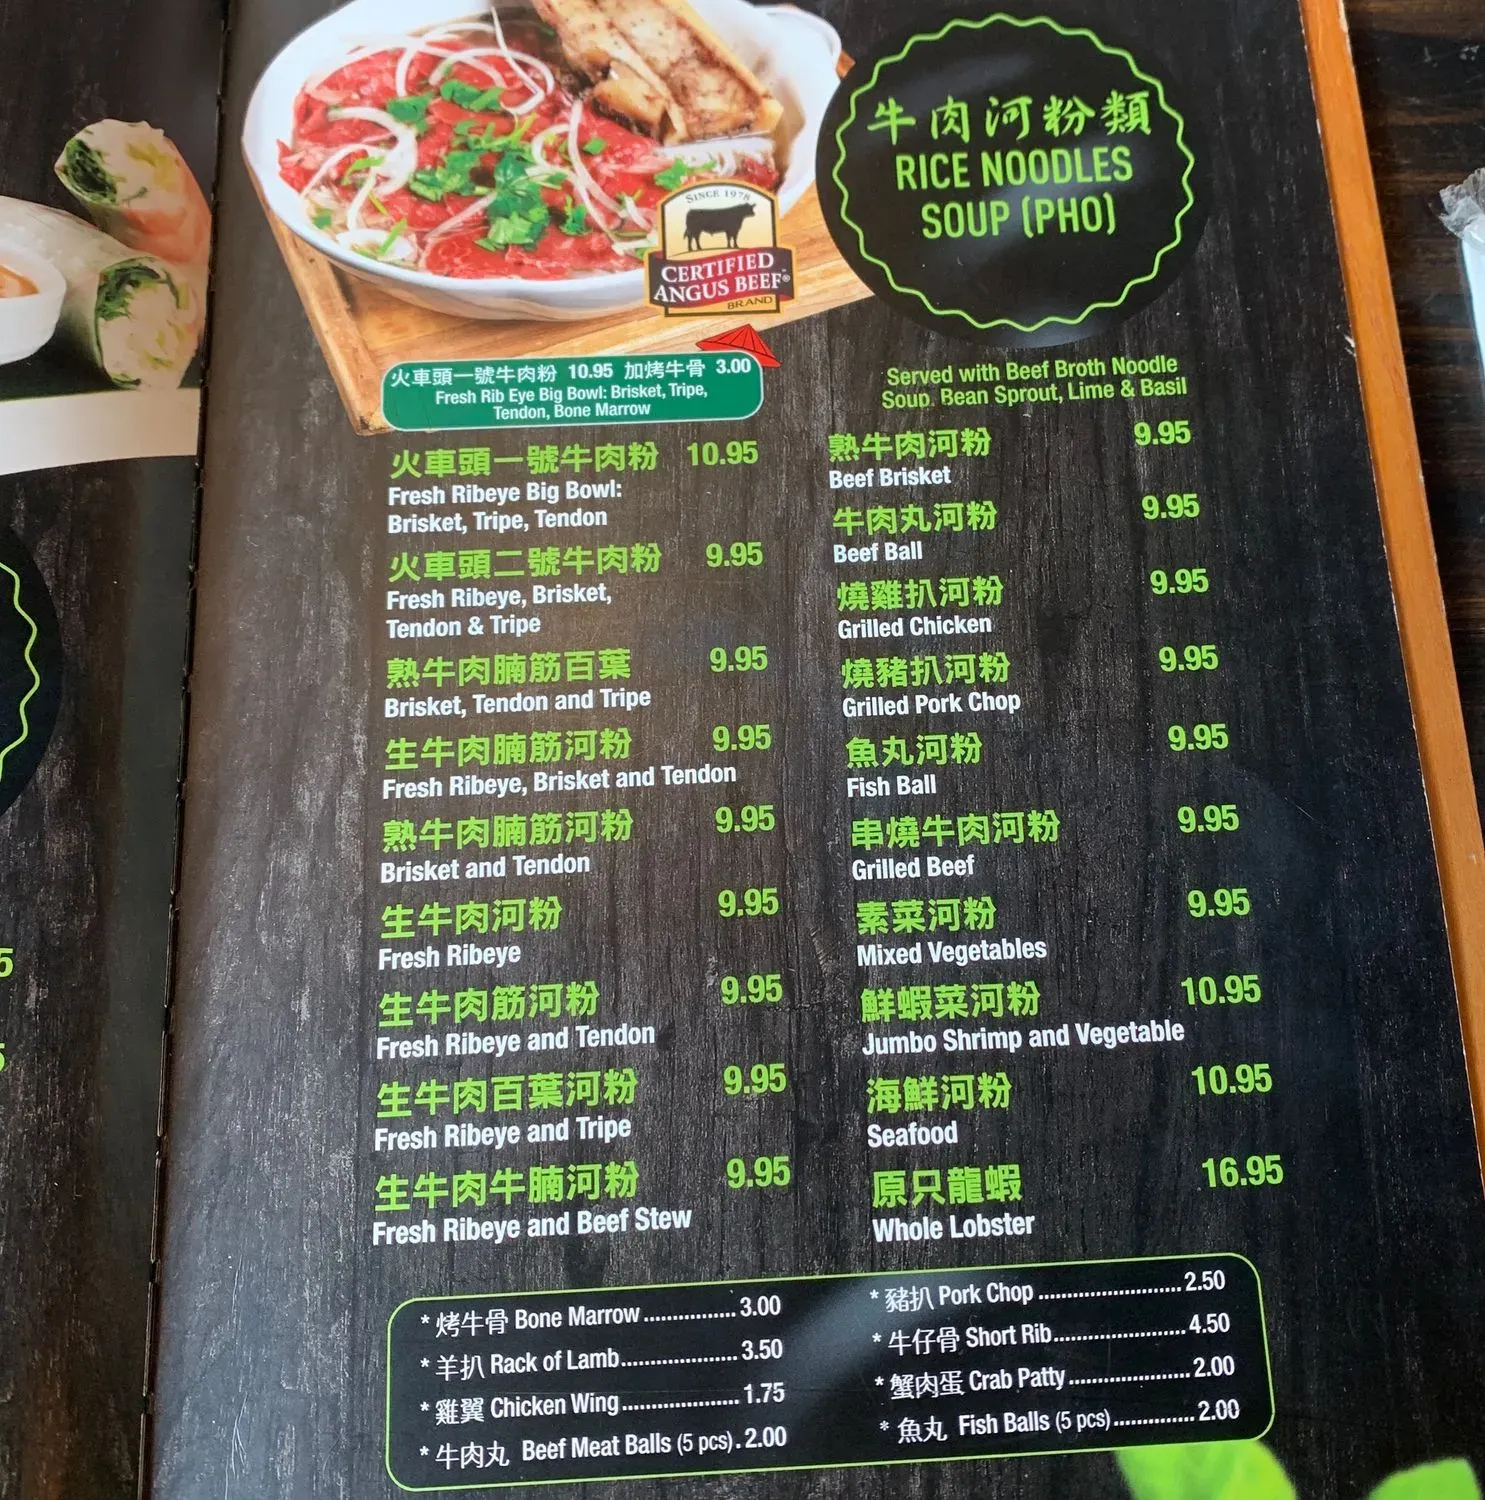 牛肉河粉類
RICE NOODLES
SOUP (PHO)
SINCE 1978
CERTIFIED
ANGUS BEEF®
BRAND
火車頭一號牛肉粉 10.95 加烤牛骨 3.00
Fresh Rib Eye Big Bowl: Brisket, Tripe,
Tendon, Bone Marrow
火車頭一號牛肉粉 10.95
Fresh Ribeye Big Bowl:
Brisket, Tripe, Tendon
火車頭二號牛肉粉 9.95
Fresh Ribeye, Brisket,
Tendon & Tripe
熟牛肉腩筋百葉 9.95
Brisket, Tendon and Tripe
生牛肉腩筋河粉 9.95
Fresh Ribeye, Brisket and Tendon
熟牛肉腩筋河粉 9.95
Brisket and Tendon
生牛肉河粉 9.95
Fresh Ribeye
生牛肉筋河粉 9.95
Fresh Ribeye and Tendon
生牛肉百葉河粉 9.95
Fresh Ribeye and Tripe
生牛肉牛腩河粉 9.95
Fresh Ribeye and Beef Stew
Served with Beef Broth Noodle
Soup, Bean Sprout, Lime & Basil
熟牛肉河粉 9.95
Beef Brisket
牛肉丸河粉 9.95
Beef Ball
燒雞扒河粉 9.95
Grilled Chicken
燒豬扒河粉 9.95
Grilled Pork Chop
魚丸河粉 9.95
Fish Ball
串燒牛肉河粉 9.95
Grilled Beef
素菜河粉 9.95
Mixed Vegetables
鮮蝦菜河粉 10.95
Jumbo Shrimp and Vegetable
海鮮河粉 10.95
Seafood
原只龍蝦 16.95
Whole Lobster
* 烤牛骨 Bone Marrow................ 3.00
* 羊扒 Rack of Lamb.................... 3.50
* 雞翼 Chicken Wing.................... 1.75
* 牛肉丸 Beef Meat Balls (5 pcs). 2.00
* 豬扒 Pork Chop ......................... 2.50
* 牛仔骨 Short Rib....................... 4.50
* 蟹肉蛋 Crab Patty..................... 2.00
* 魚丸 Fish Balls (5 pcs).............. 2.00
5
5